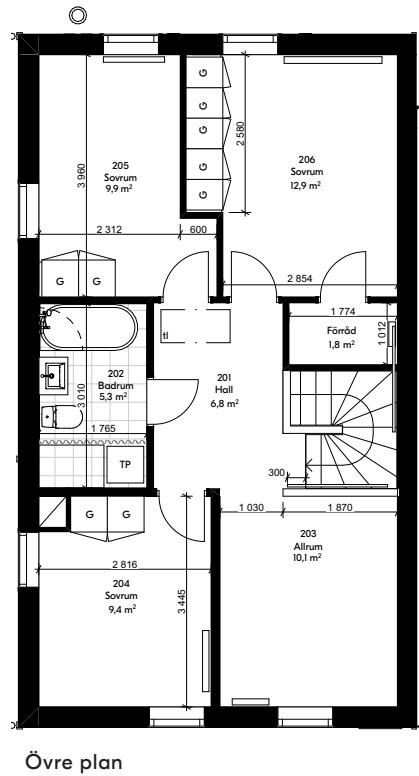 G
G
G
G
G
2 580
205
Sovrum
9,9 m²
3 960
206
Sovrum
12,9 m²
2 312
600
G G
2 854
1 774
tl
Förråd
1,8 m²
1 012
202
Badrum
5,3 m²
3 010
201
Hall
6,8 m²
1 765
TP
300
G G
1 030
1 870
203
Allrum
10,1 m²
2 816
204
Sovrum
9,4 m²
3 445
Övre plan